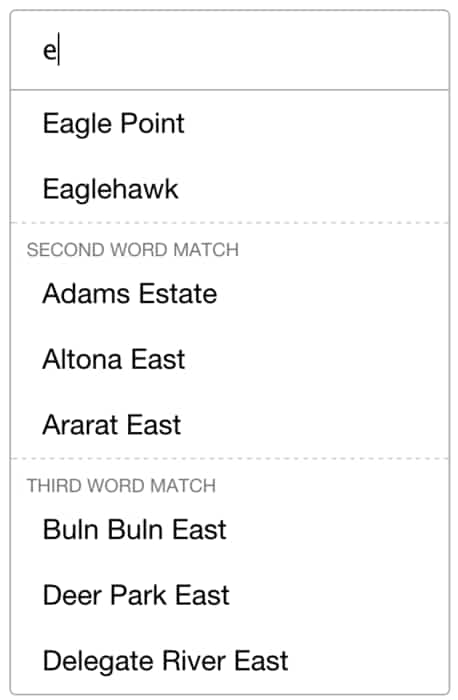 e
Eagle Point
Eaglehawk
SECOND WORD MATCH
Adams Estate
Altona East
Ararat East
THIRD WORD MATCH
Buln Buln East
Deer Park East
Delegate River East